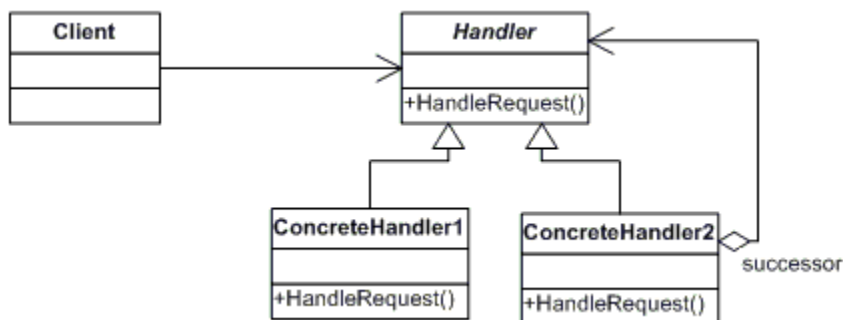 Client
Handler
+HandleRequest()
ConcreteHandler1
+HandleRequest()
ConcreteHandler2
+HandleRequest()
successor